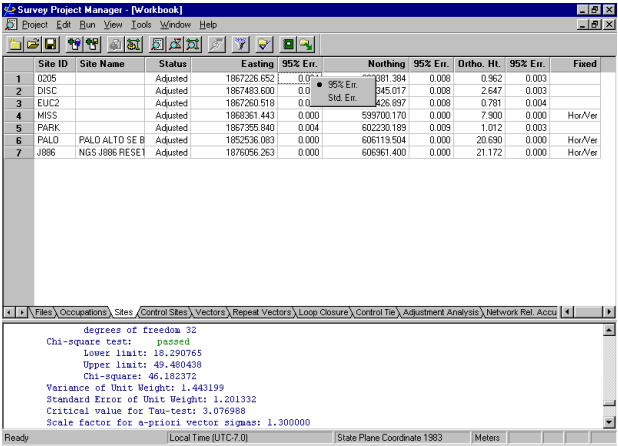 Survey Project Manager - [Workbook]
Project Edit Run View Tools Window Help
Site ID Site Name Status Easting 95% Err. Northing 95% Err. Ortho. Ht. 95% Err. Fixed
1 0205 Adjusted 1867226.652 381.384 0.008 0.962 0.003
2 DISC Adjusted 1867483.600 0.00 345.017 0.008 2.647 0.003
3 EUC2 Adjusted 1867260.518 0.00 426.897 0.008 0.781 0.004
95% Err.
Std. Err.
4 MISS Adjusted 1868361.443 0.000 599700.170 0.000 7.900 0.000 Hor/Ver
5 PARK Adjusted 1867355.840 0.004 602230.189 0.009 1.012 0.003
6 PALO PALO ALTO SE B Adjusted 1852536.083 0.000 606119.504 0.000 20.690 0.000 Hor/Ver
7 J886 NGS J886 RESET Adjusted 1876056.263 0.000 606961.400 0.000 21.172 0.000 Hor/Ver
Files Occupations Sites Control Sites Vectors Repeat Vectors Loop Closure Control Tie Adjustment Analysis Network Rel. Accu
degrees of freedom 32
Chi-square test: passed
Lower limit: 18.290765
Upper limit: 49.480438
Chi-square: 46.182372
Variance of Unit Weight: 1.443199
Standard Error of Unit Weight: 1.201332
Critical value for Tau-test: 3.076988
Scale factor for a-priori vector sigmas: 1.300000
Ready Local Time (UTC-7.0) State Plane Coordinate 1983 Meters